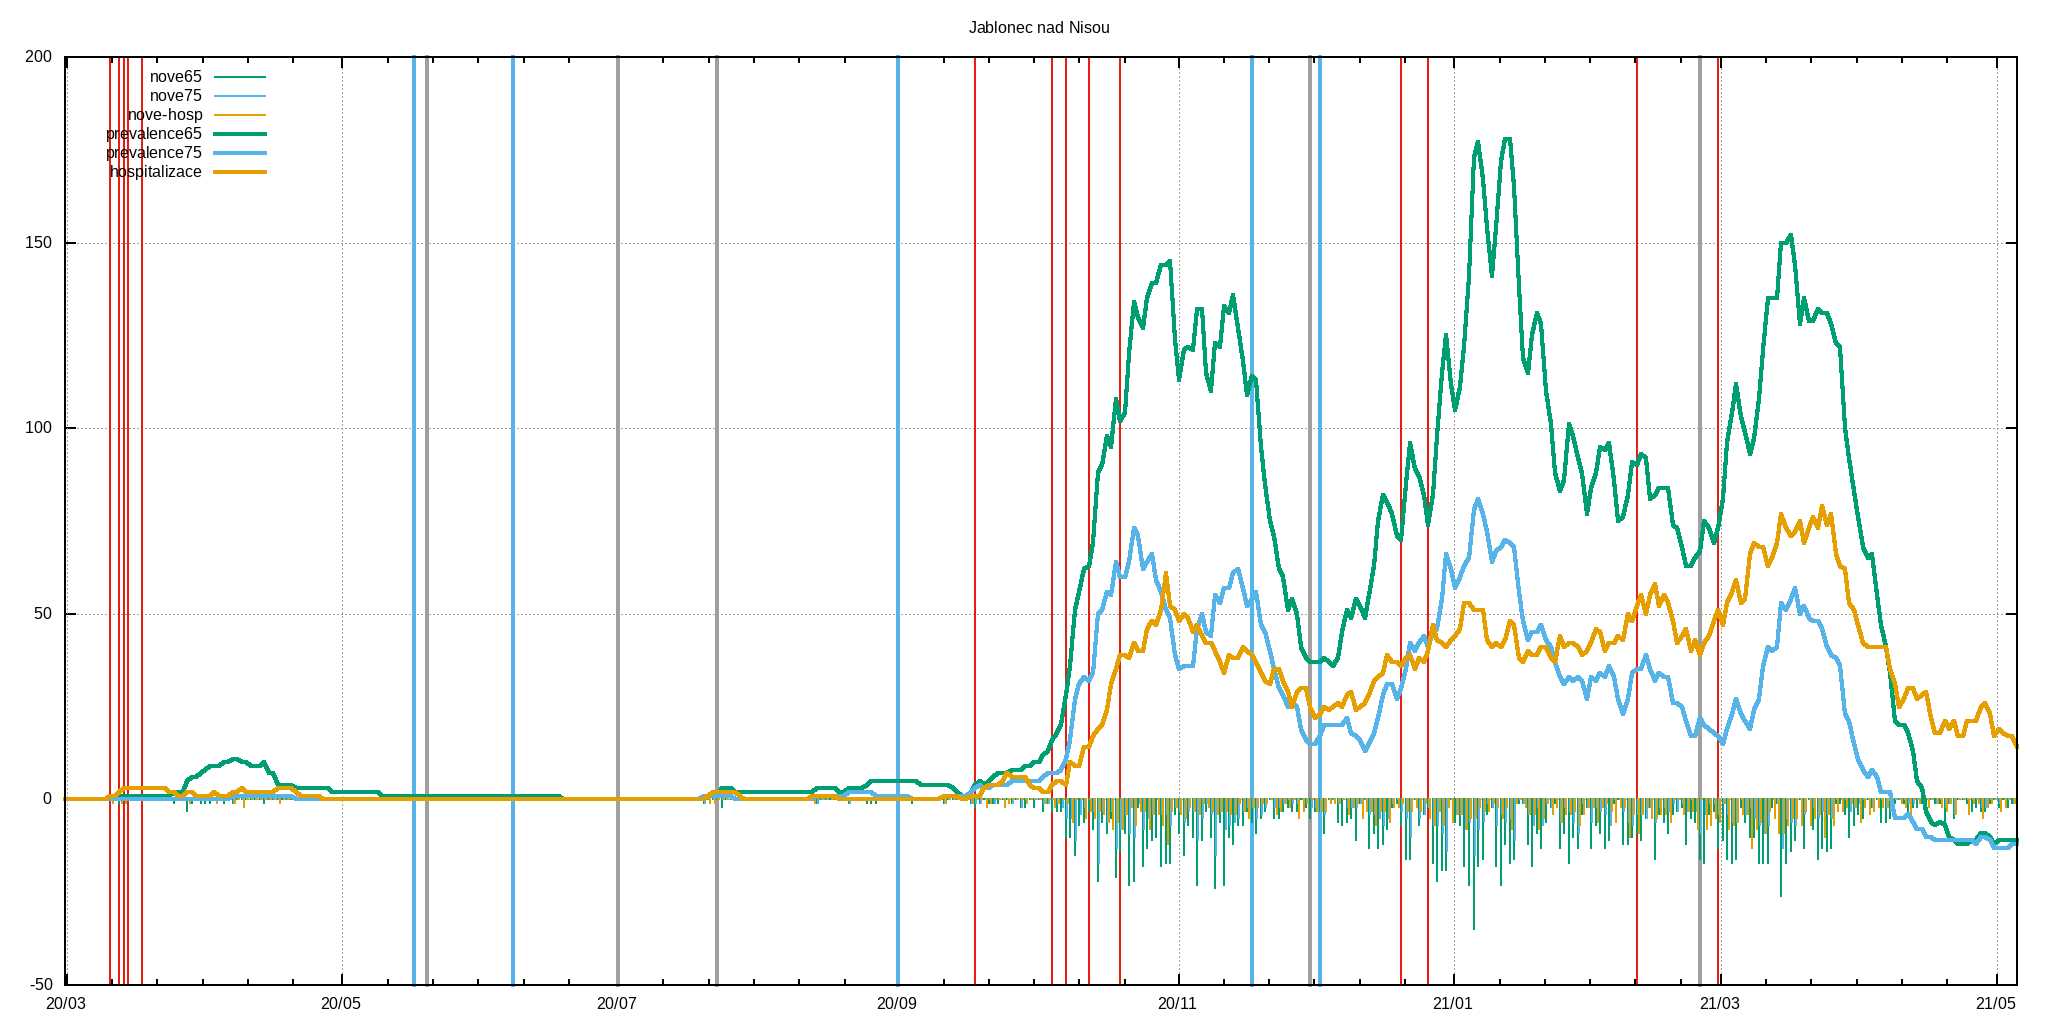 Jablonec nad Nisou
200
150
100
50
0
-50
nove65
nove75
nove-hosp
prevalence65
prevalence75
hospitalizace
20/03 20/05 20/07 20/09 20/11 21/01 21/03 21/05